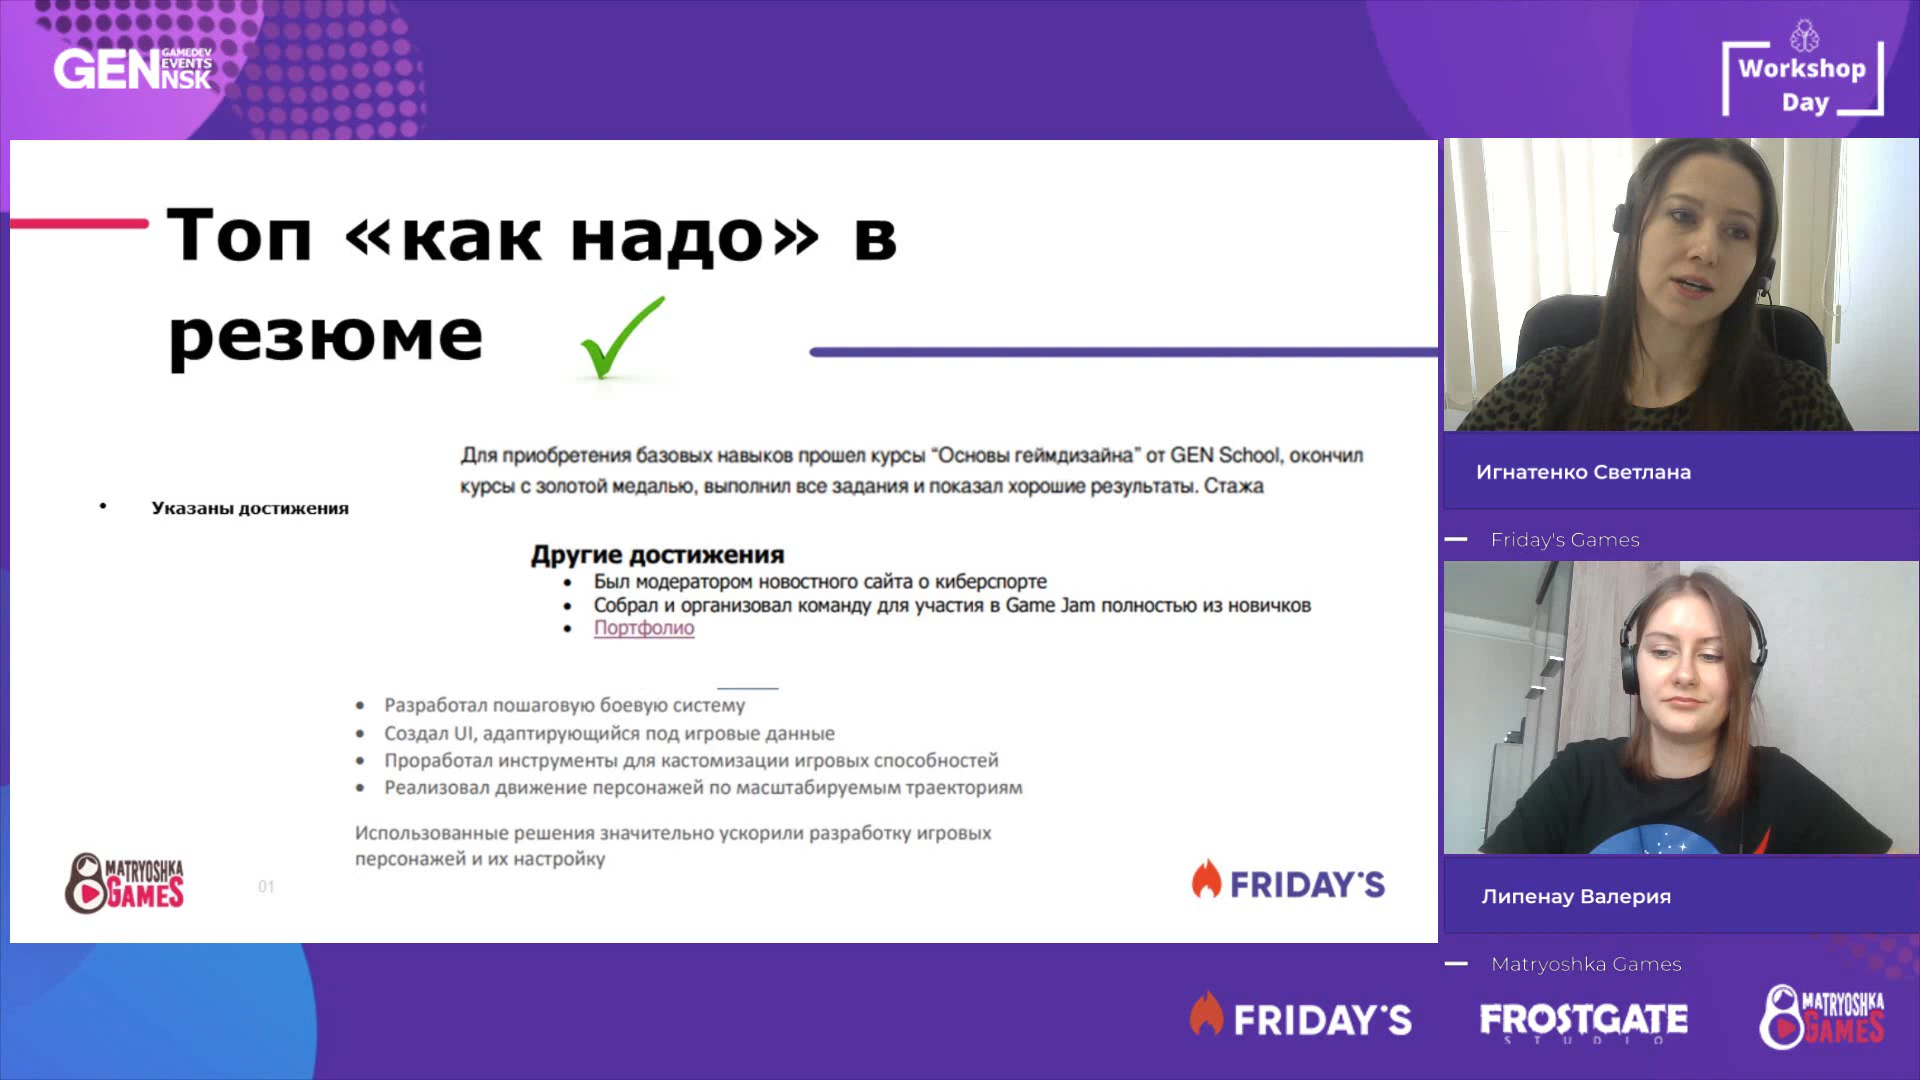 GEN GAMEDEV EVENTS NSK
Workshop
Day
Топ «как надо» в
резюме
Для приобретения базовых навыков прошел курсы “Основы геймдизайна” от GEN School, окончил
курсы с золотой медалью, выполнил все задания и показал хорошие результаты. Стажа
• Указаны достижения
Другие достижения
• Был модератором новостного сайта о киберспорте
• Собрал и организовал команду для участия в Game Jam полностью из новичков
• Портфолио
• Разработал пошаговую боевую систему
• Создал UI, адаптирующийся под игровые данные
• Проработал инструменты для кастомизации игровых способностей
• Реализовал движение персонажей по масштабируемым траекториям
Использованные решения значительно ускорили разработку игровых
персонажей и их настройку
MATRYOSHKA
GAMES
01
FRIDAY'S
Игнатенко Светлана
Friday's Games
Липенау Валерия
Matryoshka Games
FRIDAY'S
FROSTGATE
STUDIO
MATRYOSHKA
GAMES